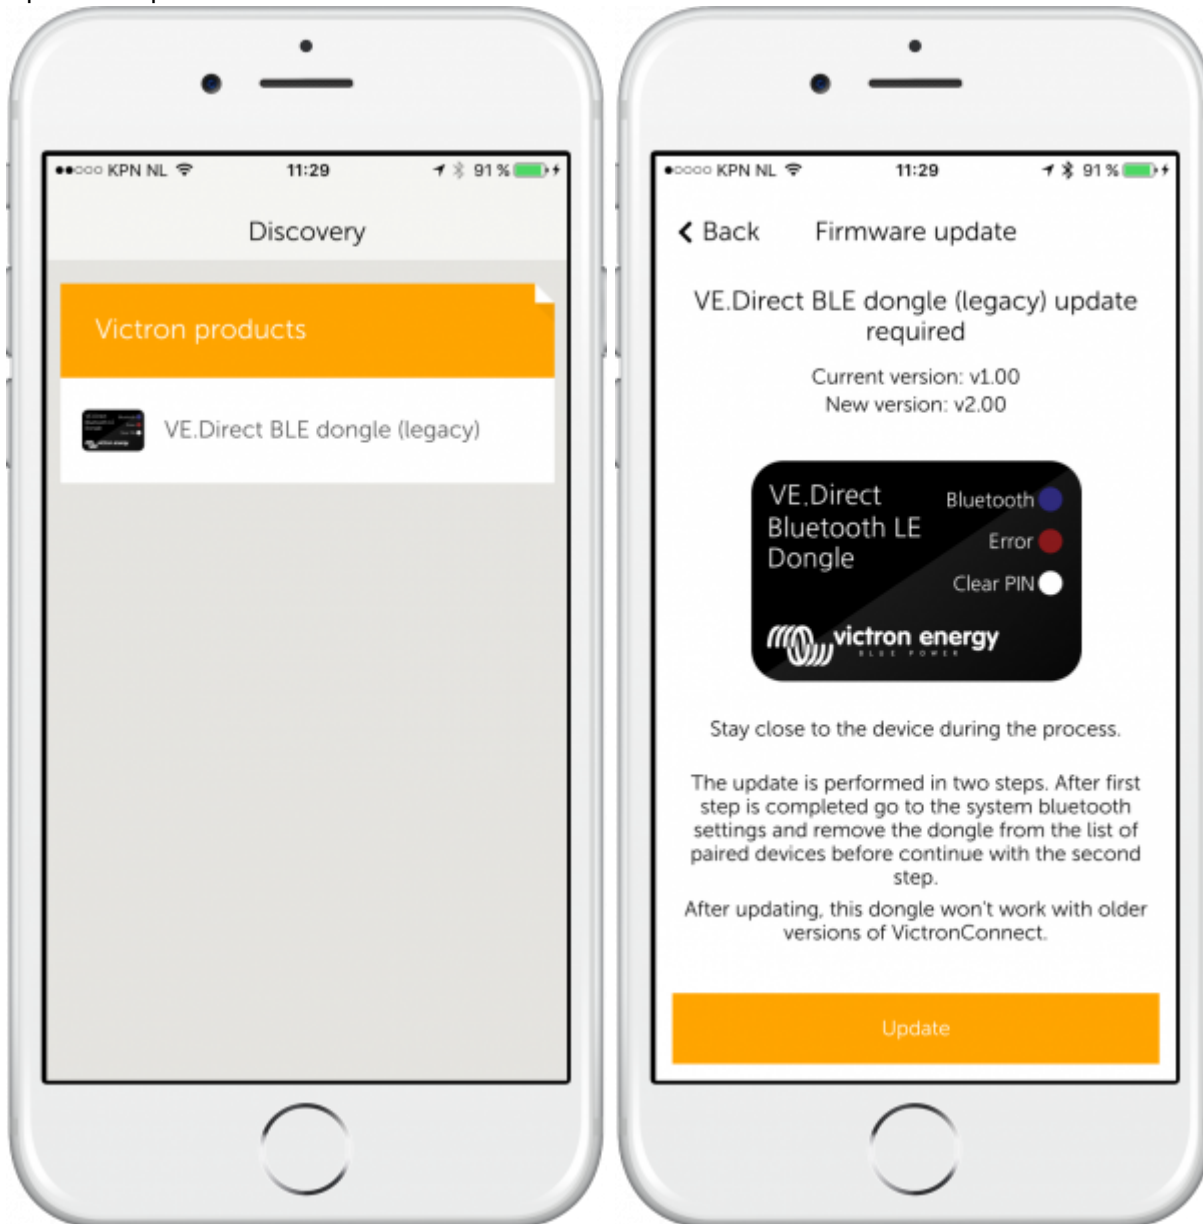 KPN NL 11:29 91 %
Discovery
Victron products
VE.Direct BLE dongle (legacy)
KPN NL 11:29 91 %
Back Firmware update
VE.Direct BLE dongle (legacy) update
required
Current version: v1.00
New version: v2.00
VE.Direct
Bluetooth LE
Dongle
Bluetooth
Error
Clear PIN
victron energy
BLUE POWER
Stay close to the device during the process.
The update is performed in two steps. After first
step is completed go to the system bluetooth
settings and remove the dongle from the list of
paired devices before continue with the second
step.
After updating, this dongle won't work with older
versions of VictronConnect.
Update